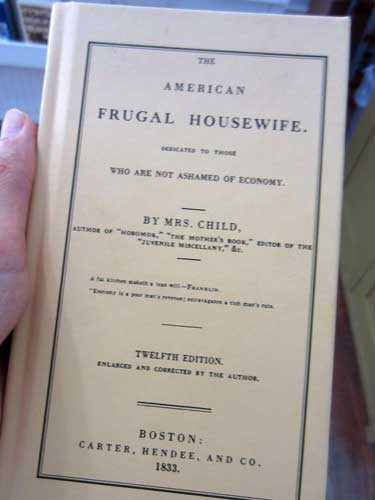 THE
AMERICAN
FRUGAL HOUSEWIFE.
DEDICATED TO THOSE
WHO ARE NOT ASHAMED OF ECONOMY.
BY MRS. CHILD,
AUTHOR OF "HOBOMOK," "THE MOTHER'S BOOK," EDITOR OF THE
"JUVENILE MISCELLANY," &c.
A fat kitchen maketh a lean will.—FRANKLIN.
"Economy is a poor man's revenue; extravagance a rich man's ruin.
TWELFTH EDITION.
ENLARGED AND CORRECTED BY THE AUTHOR.
BOSTON:
CARTER, HENDEE, AND CO.
1833.